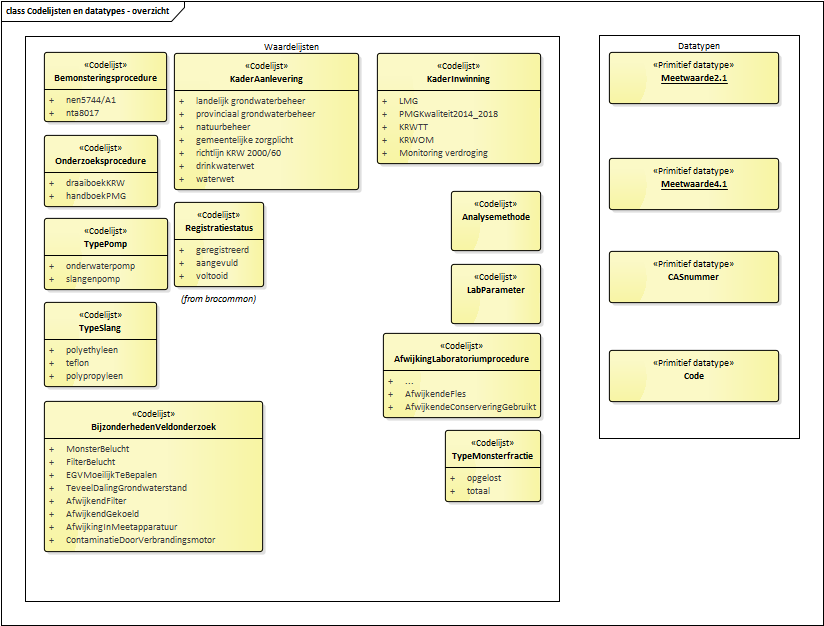 class Codelijsten en datatypes - overzicht
Waardelijsten
«Codelijst»
Bemonsteringsprocedure
+ nen5744/A1
+ nta8017
«Codelijst»
Onderzoeksprocedure
+ draaiboekKRW
+ handboekPMG
«Codelijst»
TypePomp
+ onderwaterpomp
+ slangenpomp
«Codelijst»
TypeSlang
+ polyethyleen
+ teflon
+ polypropyleen
«Codelijst»
BijzonderhedenVeldonderzoek
+ MonsterBelucht
+ FilterBelucht
+ EGVMoeilijkTeBepalen
+ TeveelDalingGrondwaterstand
+ AfwijkendFilter
+ AfwijkendGekoeld
+ AfwijkingInMeetapparatuur
+ ContaminatieDoorVerbrandingsmotor
«Codelijst»
KaderAanlevering
+ landelijk grondwaterbeheer
+ provinciaal grondwaterbeheer
+ natuurbeheer
+ gemeentelijke zorgplicht
+ richtlijn KRW 2000/60
+ drinkwaterwet
+ waterwet
«Codelijst»
Registratiestatus
+ geregistreerd
+ aangevuld
+ voltooid
(from brocommon)
«Codelijst»
KaderInwinning
+ LMG
+ PMGKwaliteit2014_2018
+ KRWTT
+ KRWOM
+ Monitoring verdroging
«Codelijst»
Analysemethode
«Codelijst»
LabParameter
«Codelijst»
AfwijkingLaboratoriumprocedure
+ ...
+ AfwijkendeFles
+ AfwijkendeConserveringGebruikt
«Codelijst»
TypeMonsterfractie
+ opgelost
+ totaal
Datatypen
«Primitief datatype»
Meetwaarde2.1
«Primitief datatype»
Meetwaarde4.1
«Primitief datatype»
CASnummer
«Primitief datatype»
Code